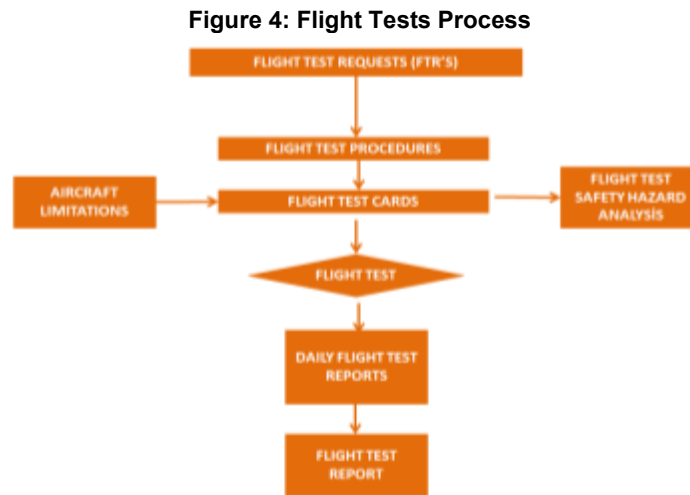 Figure 4: Flight Tests Process
FLIGHT TEST REQUESTS (FTR'S)
FLIGHT TEST PROCEDURES
AIRCRAFT
LIMITATIONS
FLIGHT TEST CARDS
FLIGHT TEST
SAFETY HAZARD
ANALYSİS
FLIGHT TEST
DAILY FLIGHT TEST
REPORTS
FLIGHT TEST
REPORT